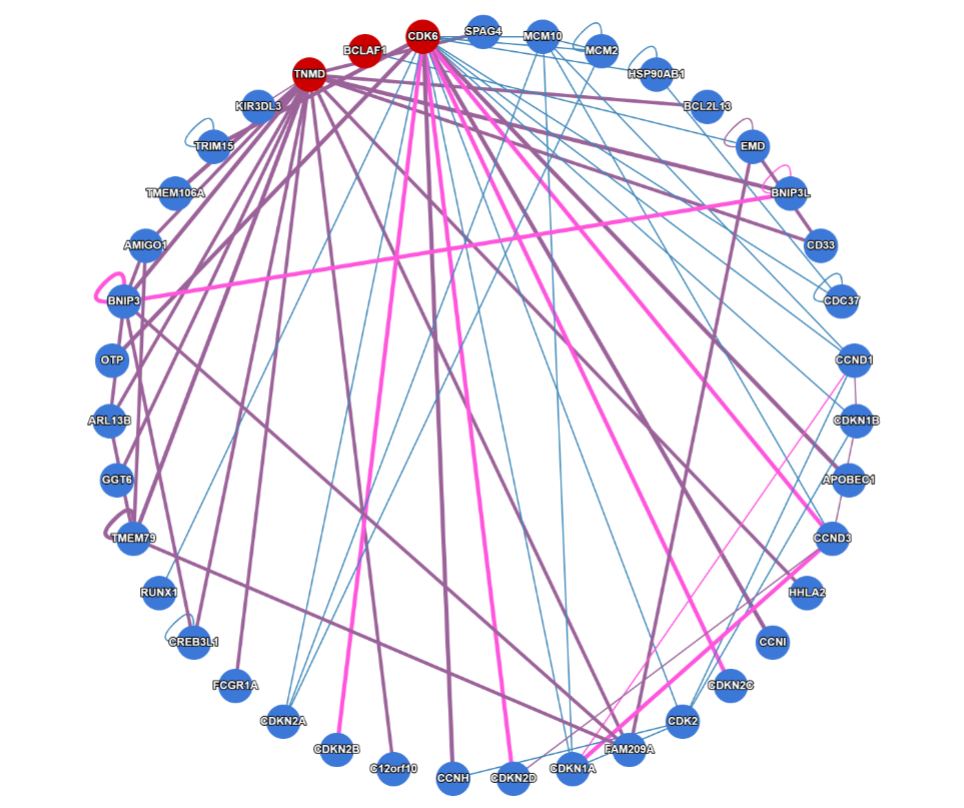 CDK6
SPAG4
MCM10
BCLAF1
MCM2
TNMD
HSP90AB1
KIR3DL3
BCL2L13
TRIM15
EMD
TMEM106A
BNIP3L
AMIGO1
CD33
BNIP3
CDC37
OTP
CCND1
ARL13B
CDKN1B
GGT6
APOBEC1
TMEM79
CCND3
RUNX1
HHLA2
CREB3L1
CCNI
FCGR1A
CDKN2C
CDKN2A
CDK2
CDKN2B
FAM209A
C12orf10
CDKN1A
CCNH
CDKN2D